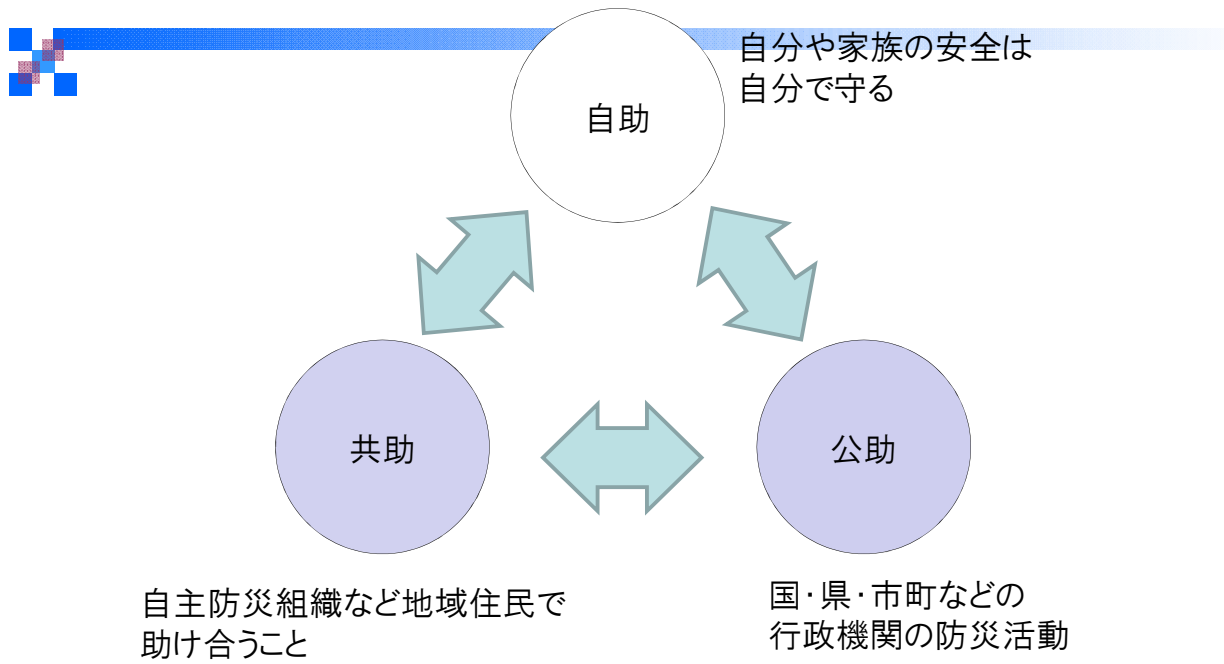 自分や家族の安全は
自分で守る
自助
共助
公助
自主防災組織など地域住民で
助け合うこと
国・県・市町などの
行政機関の防災活動